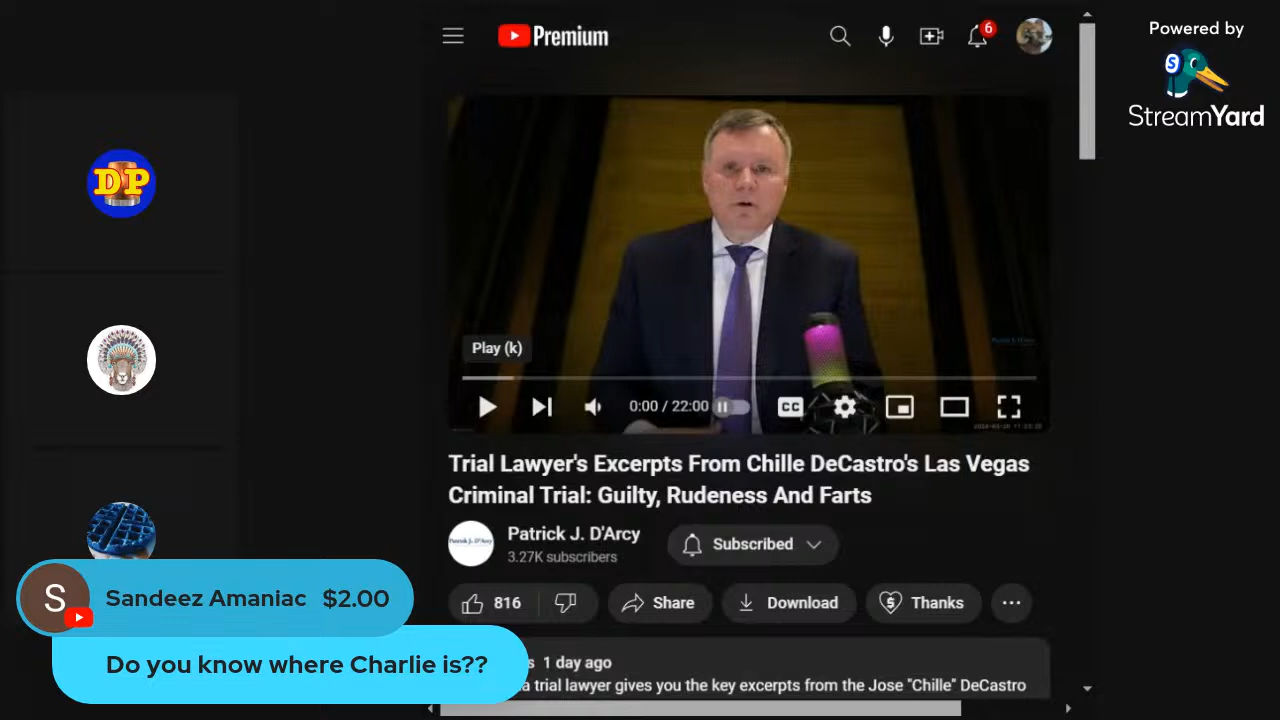 Powered by
StreamYard
Premium
6
DP
Play (k)
0:00 / 22:00
CC
Trial Lawyer's Excerpts From Chille DeCastro's Las Vegas
Criminal Trial: Guilty, Rudeness And Farts
Patrick J. D'Arcy
3.27K subscribers
Subscribed
816
Share
Download
Thanks
s 1 day ago
a trial lawyer gives you the key excerpts from the Jose "Chille" DeCastro
S
Sandeez Amaniac $2.00
Do you know where Charlie is??